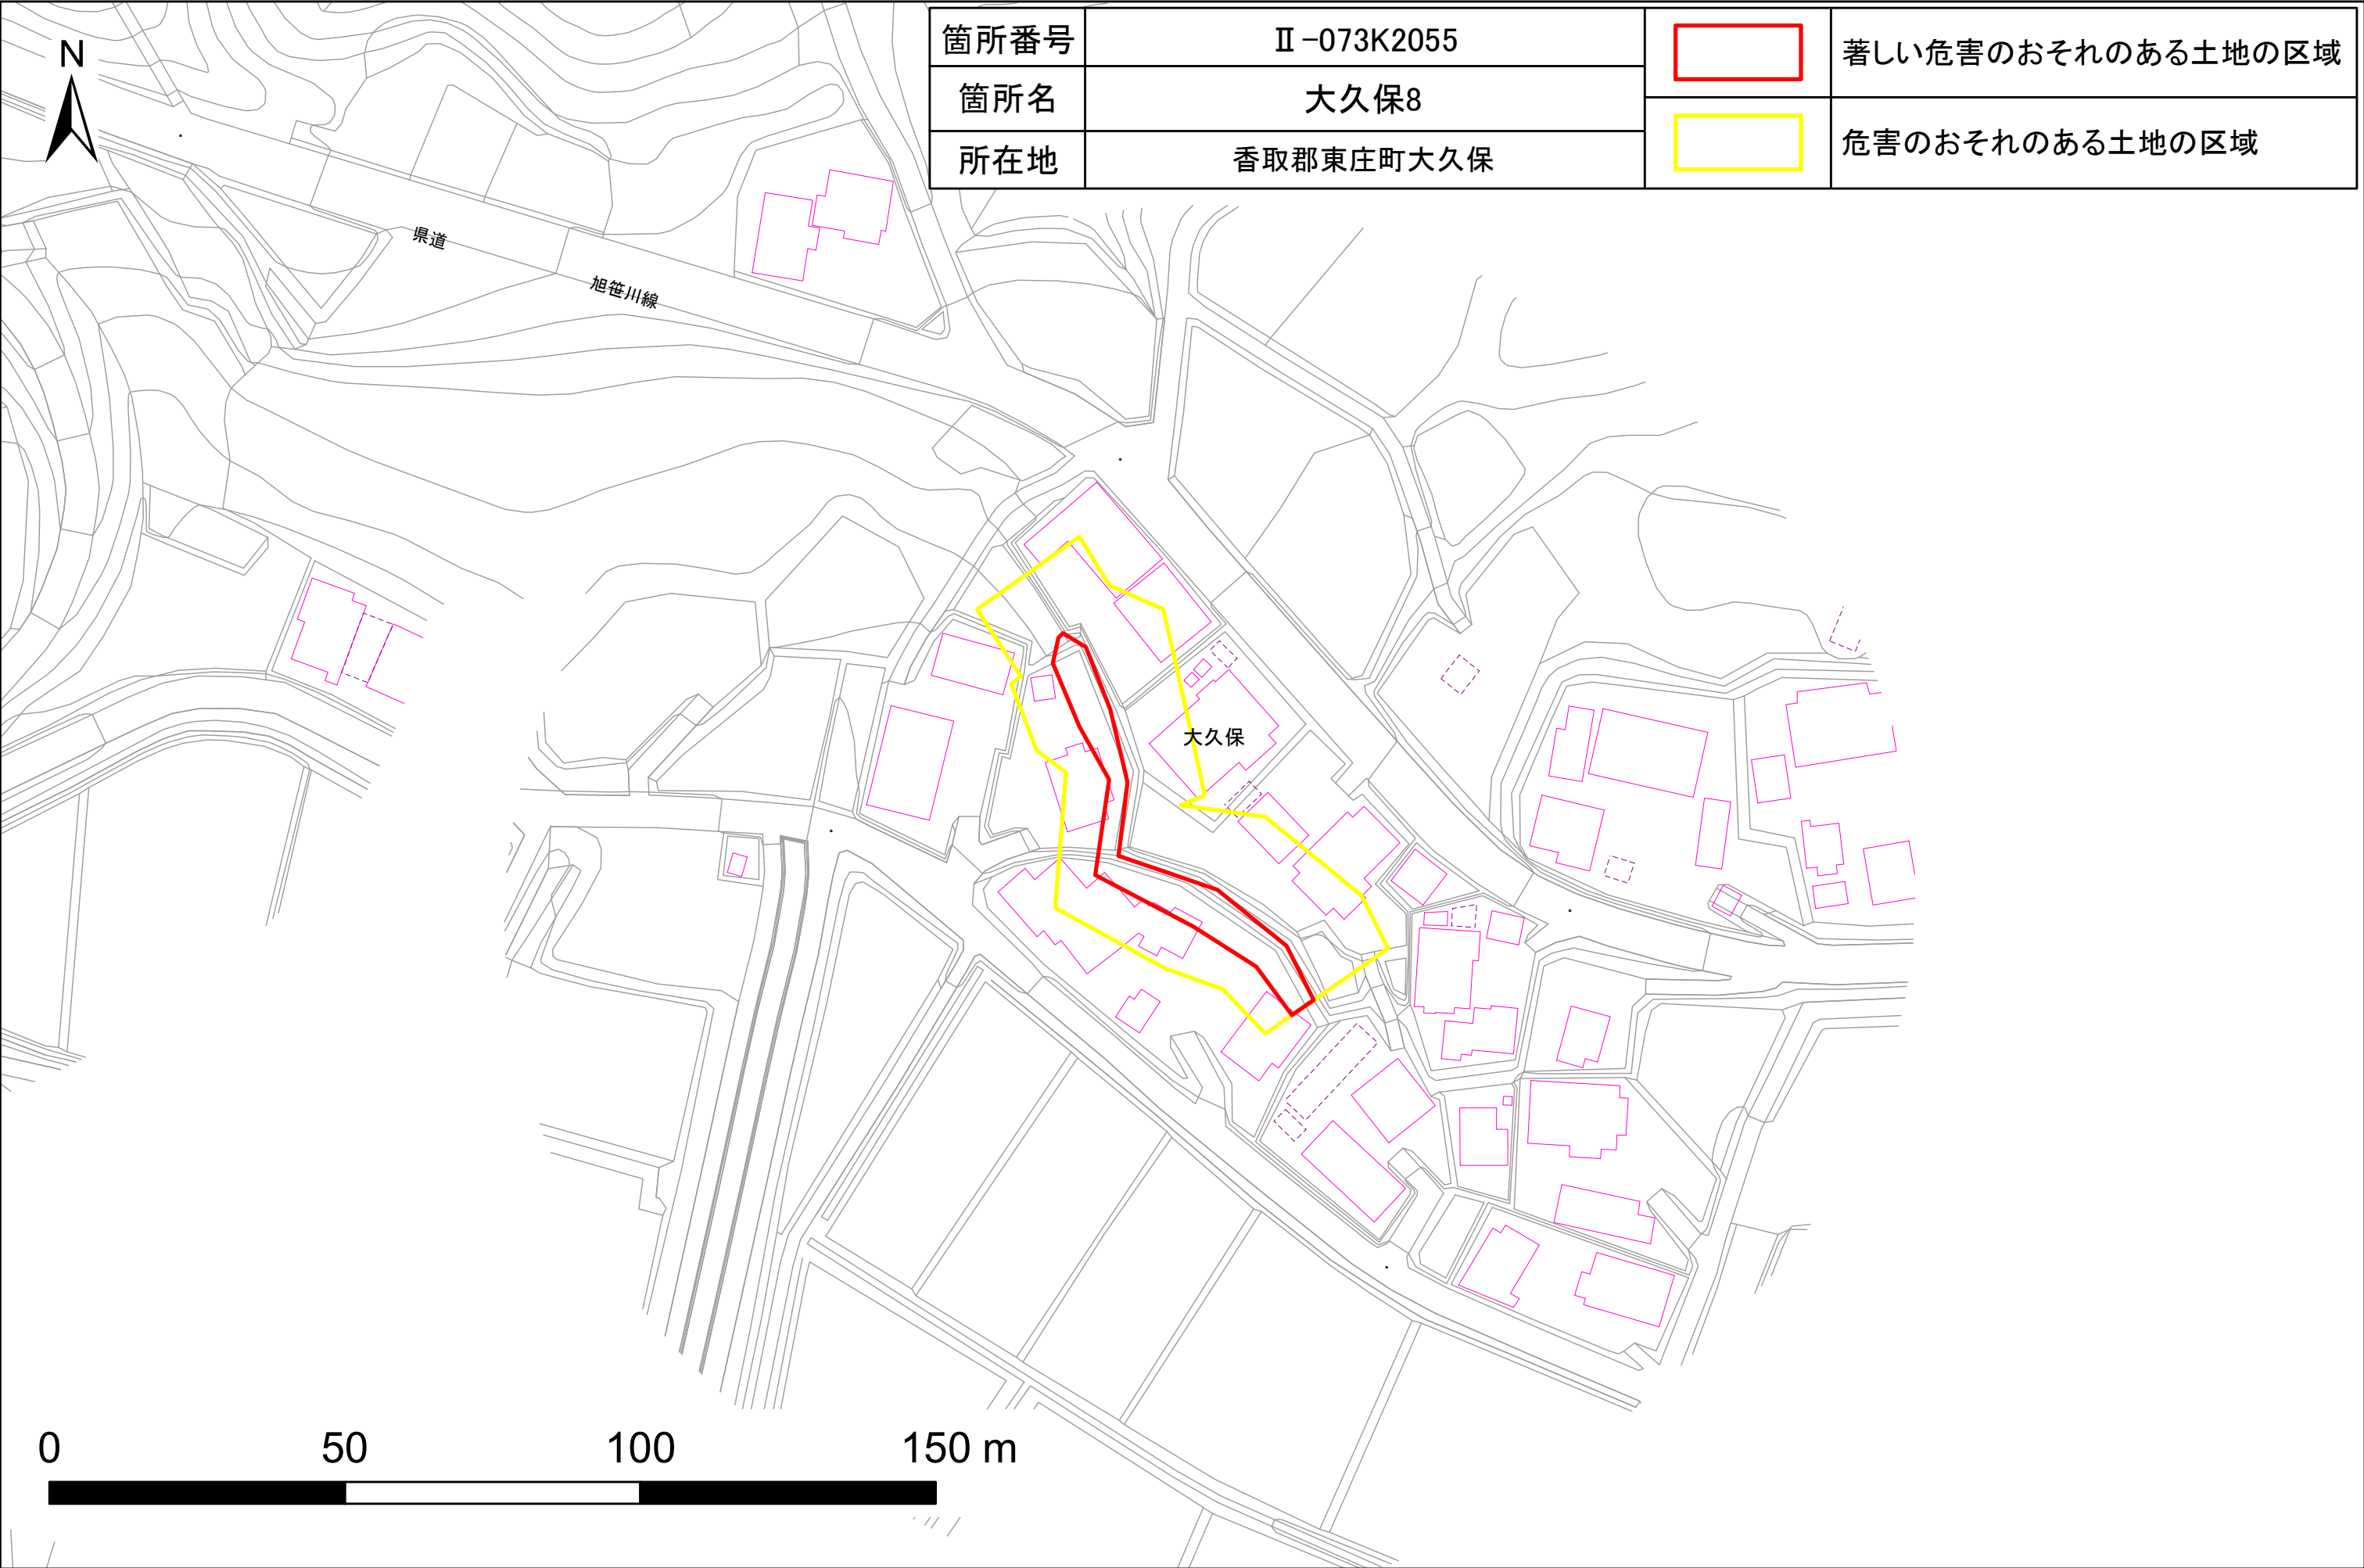 箇所番号 Ⅱ-073K2055 著しい危害のおそれのある土地の区域
箇所名 大久保8
危害のおそれのある土地の区域
所在地 香取郡東庄町大久保
N
県道
旭笹川線
大久保
0 50 100 150 m